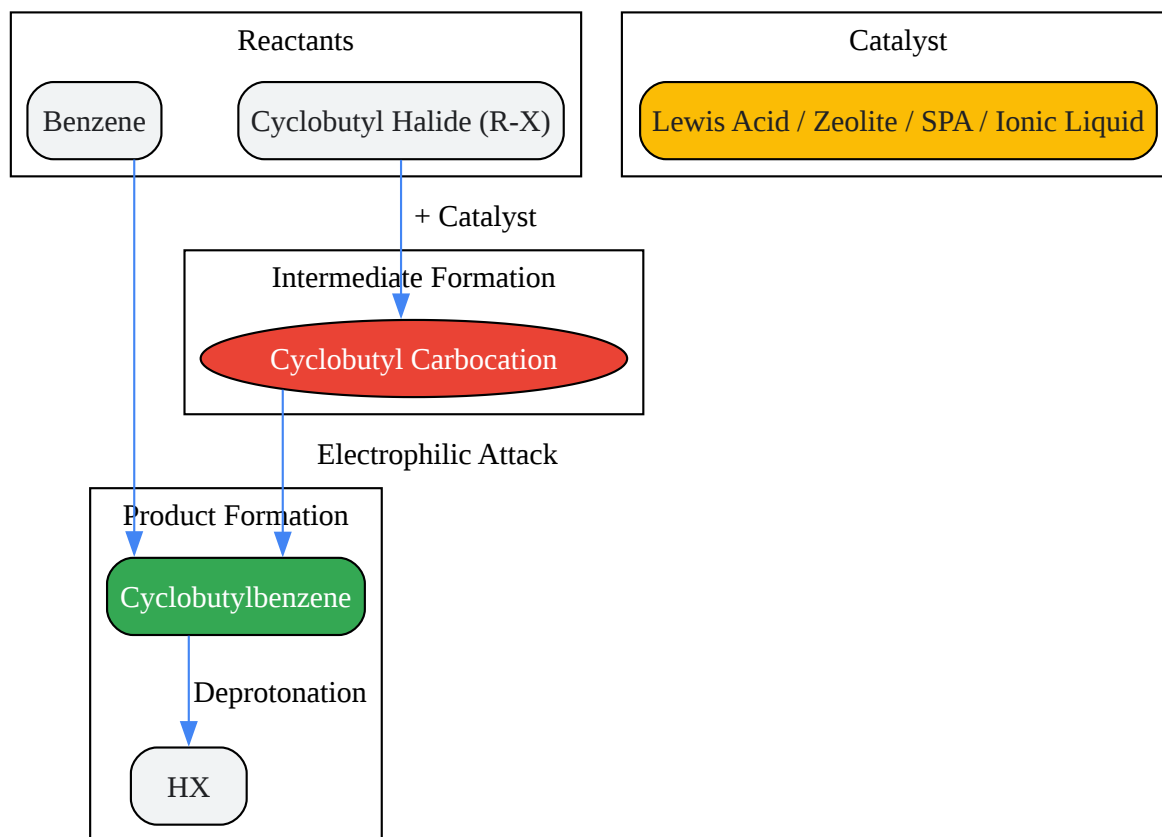 Reactants
Catalyst
Benzene
Cyclobutyl Halide (R-X)
Lewis Acid / Zeolite / SPA / Ionic Liquid
+ Catalyst
Intermediate Formation
Cyclobutyl Carbocation
Electrophilic Attack
Product Formation
Cyclobutylbenzene
Deprotonation
HX